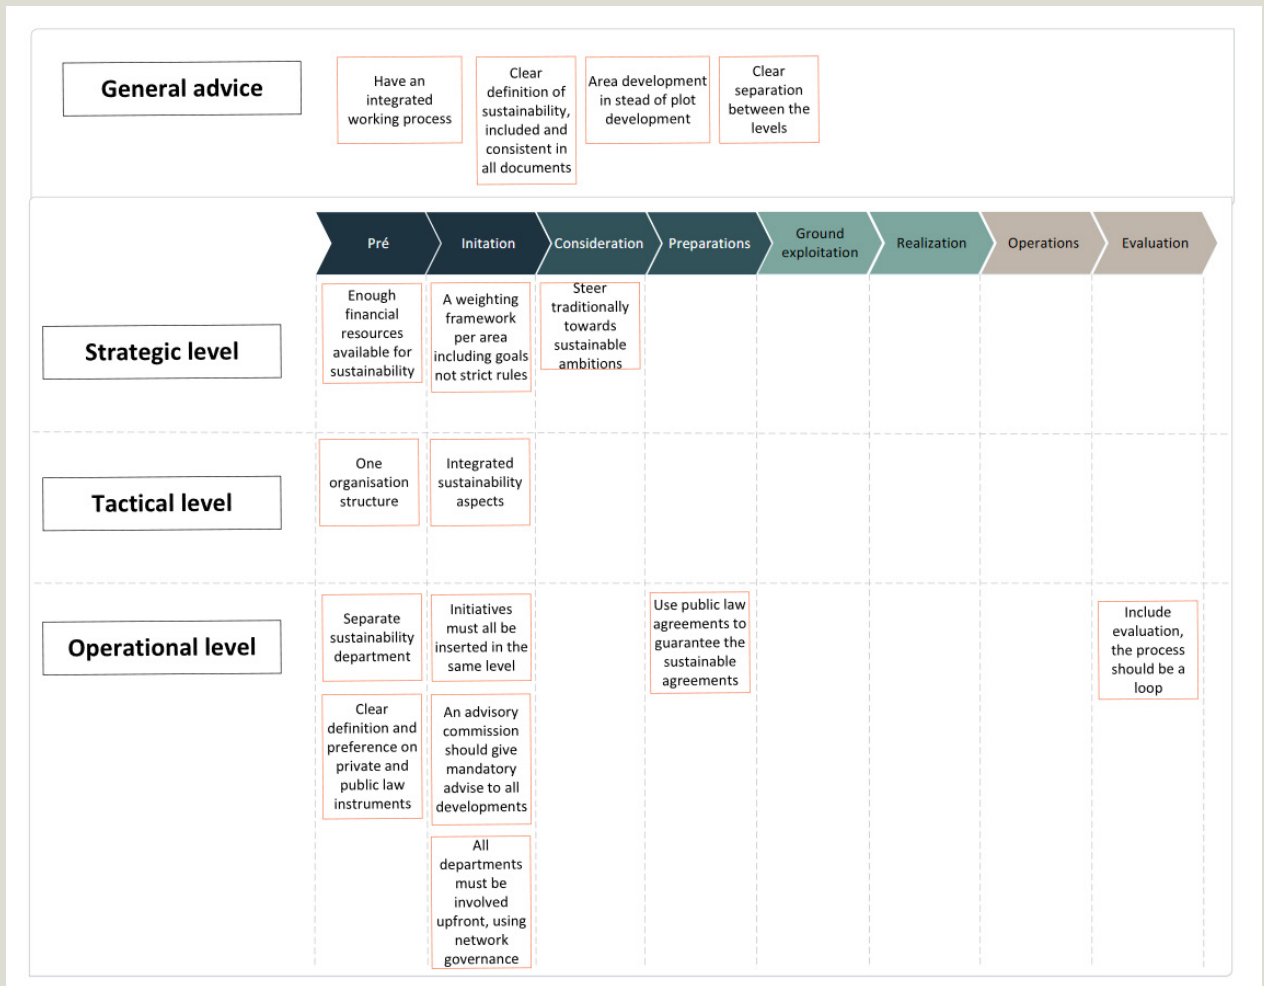 General advice
Have an
integrated
working process
Clear
definition of
sustainability,
included and
consistent in
all documents
Area development
in stead of plot
development
Clear
separation
between the
levels
Pré
Initation
Consideration
Preparations
Ground
exploitation
Realization
Operations
Evaluation
Strategic level
Enough
financial
resources
available for
sustainability
A weighting
framework
per area
including goals
not strict rules
Steer
traditionally
towards
sustainable
ambitions
Tactical level
One
organisation
structure
Integrated
sustainability
aspects
Operational level
Separate
sustainability
department
Clear
definition and
preference on
private and
public law
instruments
Initiatives
must all be
inserted in the
same level
An advisory
commission
should give
mandatory
advise to all
developments
All
departments
must be
involved
upfront, using
network
governance
Use public law
agreements to
guarantee the
sustainable
agreements
Include
evaluation,
the process
should be a
loop